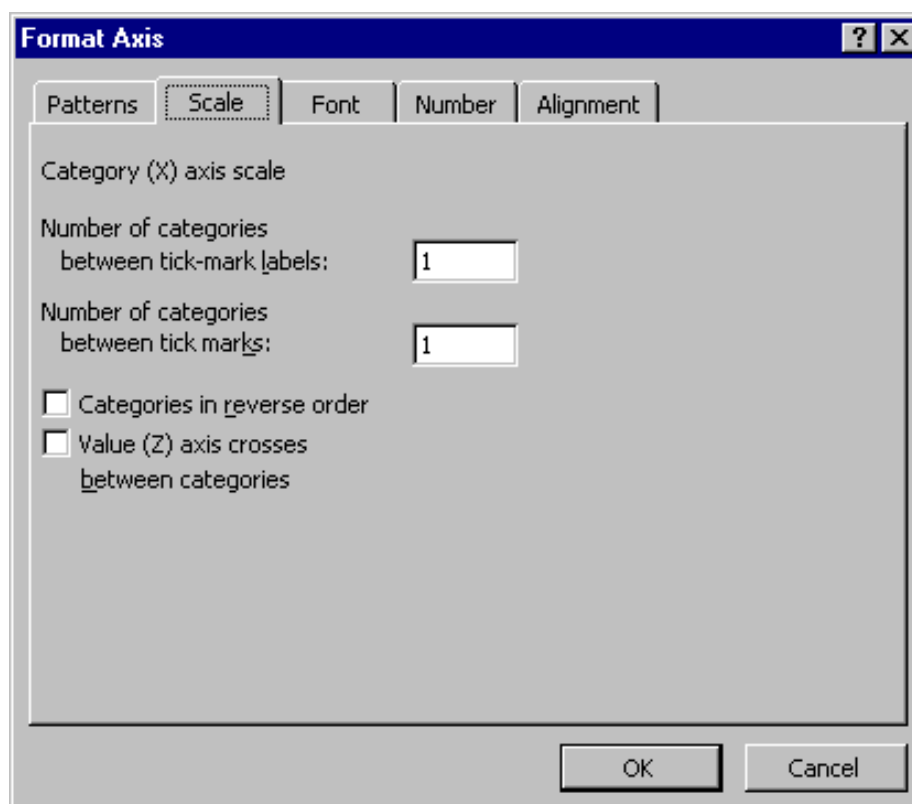 Format Axis
?
Patterns Scale Font Number Alignment
Category (X) axis scale
Number of categories
between tick-mark labels: 1
Number of categories
between tick marks: 1
Categories in reverse order
Value (Z) axis crosses
between categories
OK Cancel